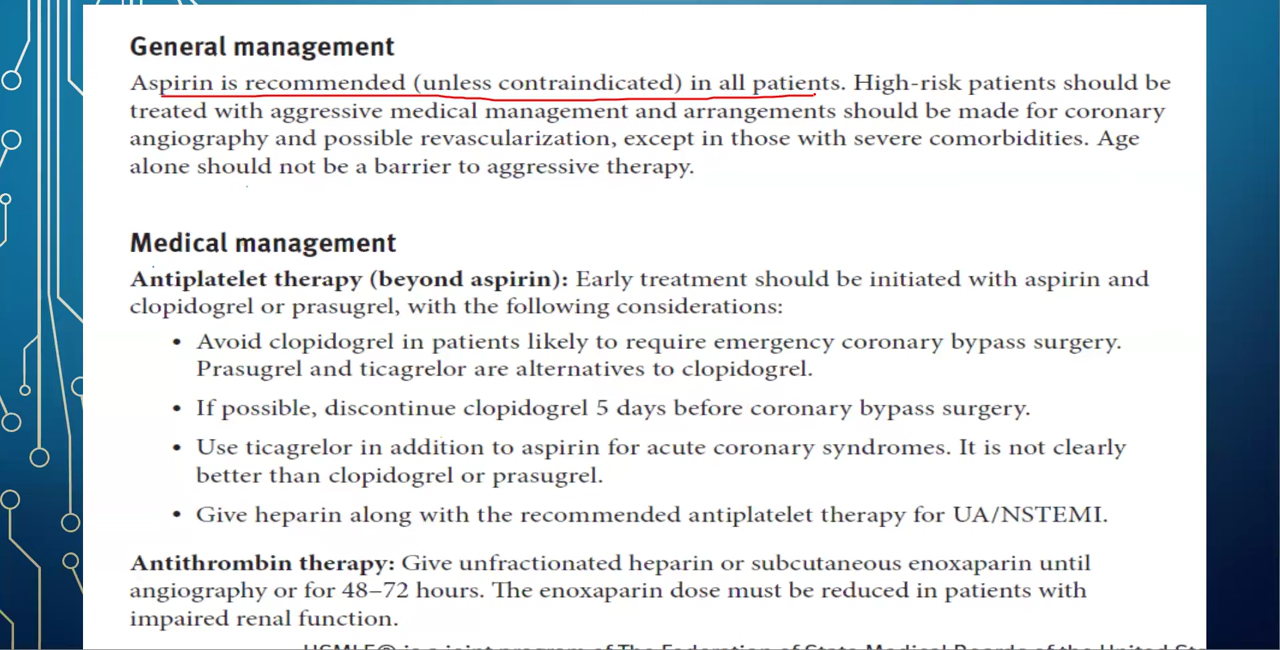 General management
Aspirin is recommended (unless contraindicated) in all patients. High-risk patients should be
treated with aggressive medical management and arrangements should be made for coronary
angiography and possible revascularization, except in those with severe comorbidities. Age
alone should not be a barrier to aggressive therapy.
Medical management
Antiplatelet therapy (beyond aspirin): Early treatment should be initiated with aspirin and
clopidogrel or prasugrel, with the following considerations:
• Avoid clopidogrel in patients likely to require emergency coronary bypass surgery.
Prasugrel and ticagrelor are alternatives to clopidogrel.
• If possible, discontinue clopidogrel 5 days before coronary bypass surgery.
• Use ticagrelor in addition to aspirin for acute coronary syndromes. It is not clearly
better than clopidogrel or prasugrel.
• Give heparin along with the recommended antiplatelet therapy for UA/NSTEMI.
Antithrombin therapy: Give unfractionated heparin or subcutaneous enoxaparin until
angiography or for 48–72 hours. The enoxaparin dose must be reduced in patients with
impaired renal function.